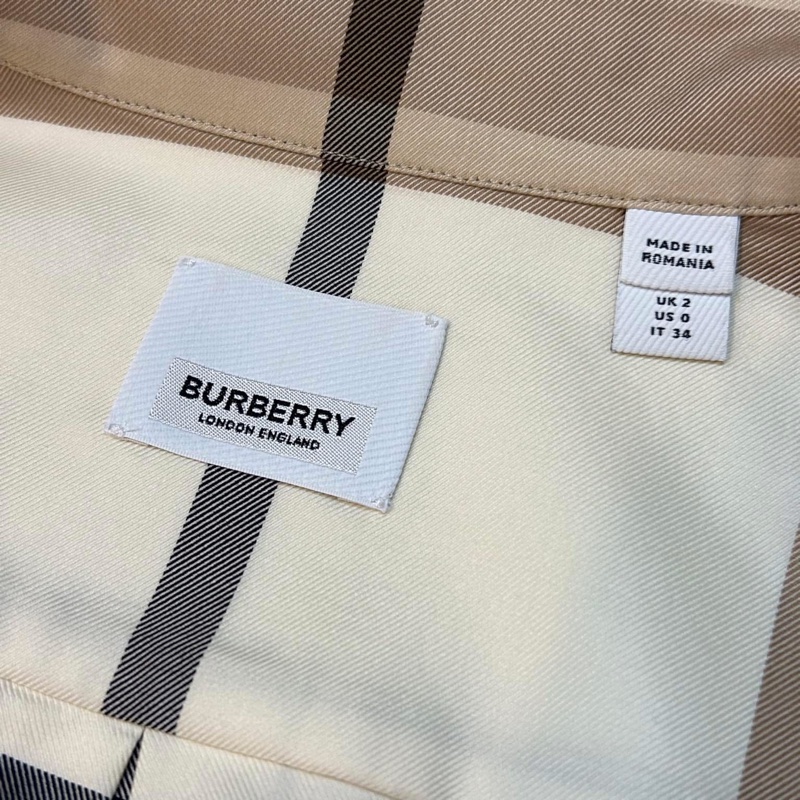 BURBERRY
LONDON ENGLAND
MADE IN
ROMANIA
UK 2
US 0
IT 34